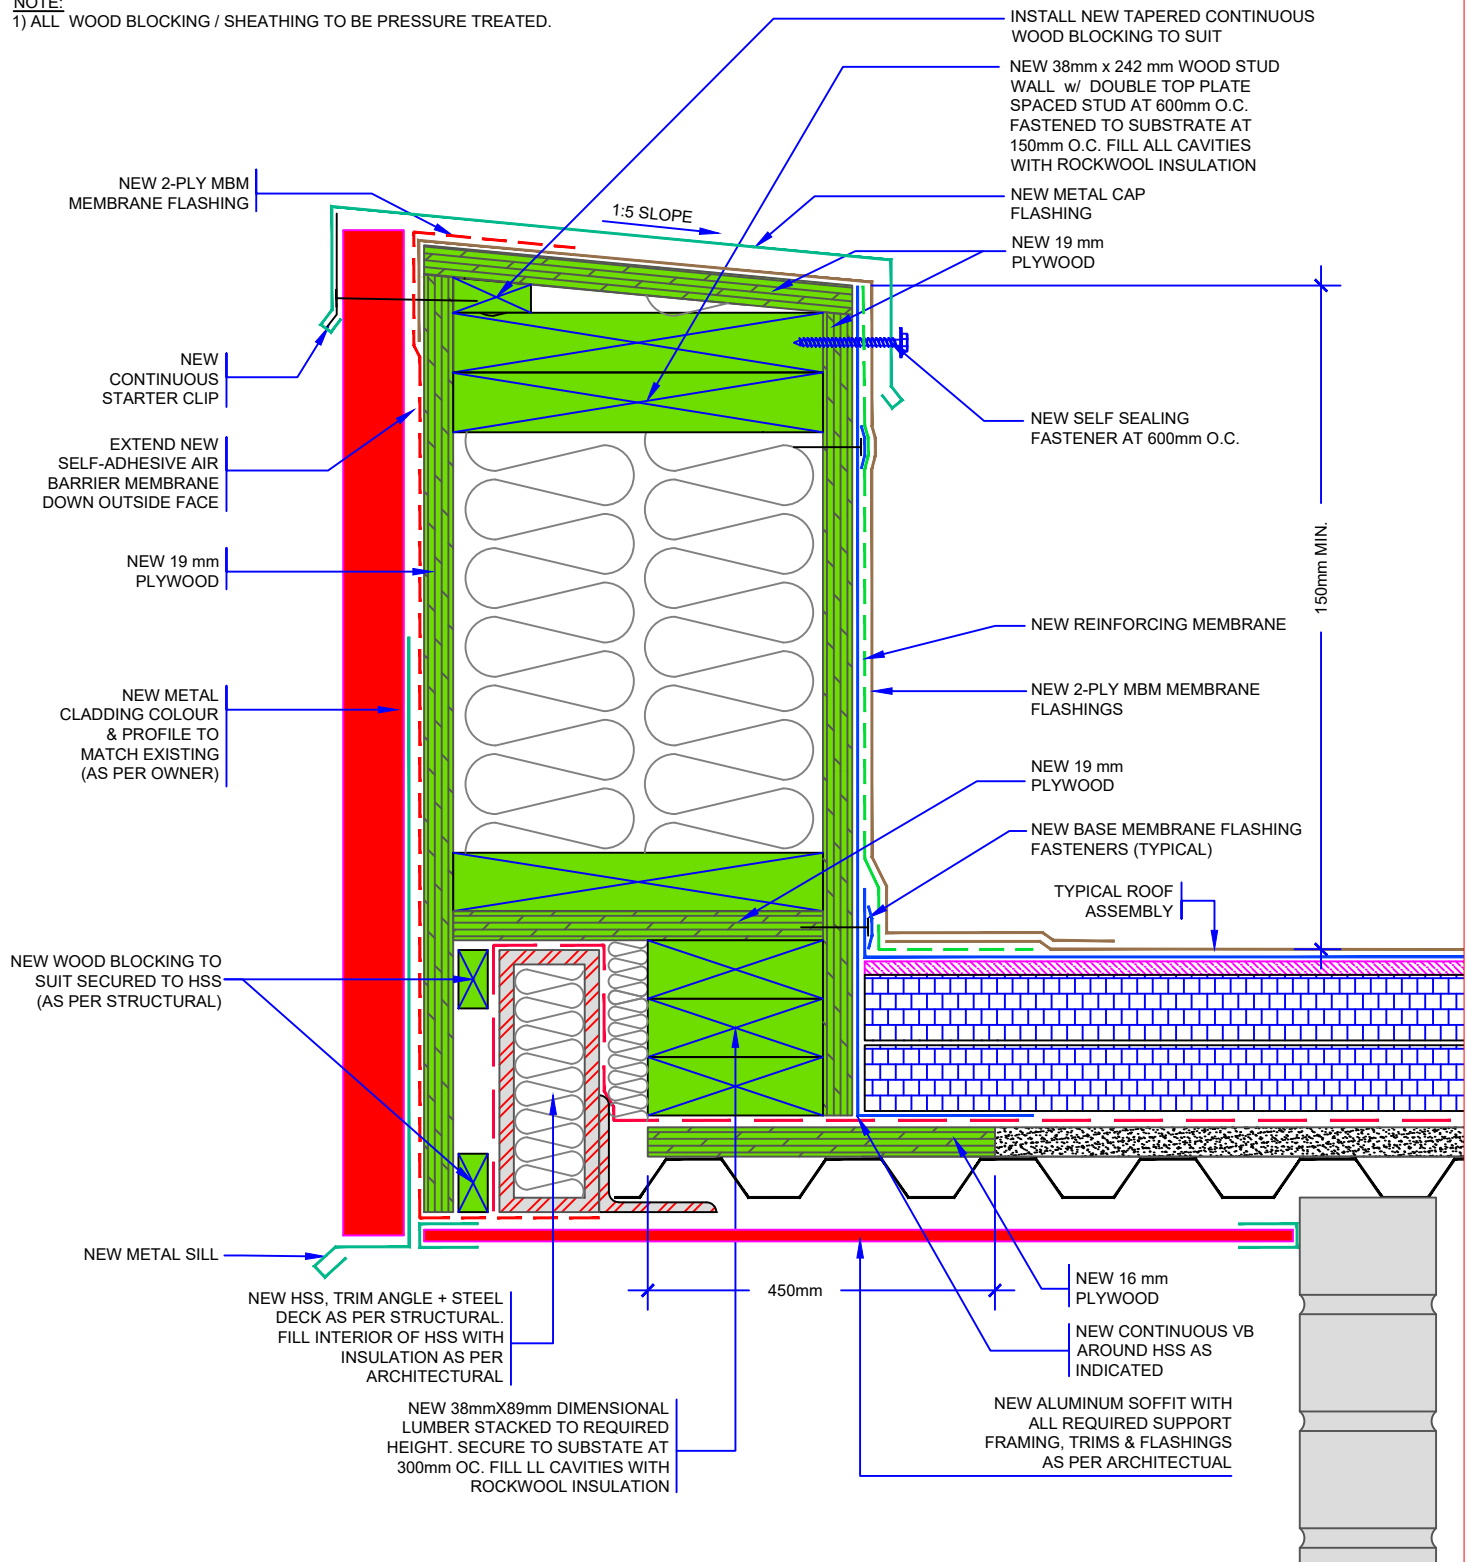 NOTE:
1) ALL WOOD BLOCKING / SHEATHING TO BE PRESSURE TREATED.
INSTALL NEW TAPERED CONTINUOUS
WOOD BLOCKING TO SUIT
NEW 38mm x 242 mm WOOD STUD
WALL w/ DOUBLE TOP PLATE
SPACED STUD AT 600mm O.C.
FASTENED TO SUBSTRATE AT
150mm O.C. FILL ALL CAVITIES
WITH ROCKWOOL INSULATION
NEW 2-PLY MBM
MEMBRANE FLASHING
1:5 SLOPE
NEW METAL CAP
FLASHING
NEW 19 mm
PLYWOOD
NEW
CONTINUOUS
STARTER CLIP
NEW SELF SEALING
FASTENER AT 600mm O.C.
EXTEND NEW
SELF-ADHESIVE AIR
BARRIER MEMBRANE
DOWN OUTSIDE FACE
NEW 19 mm
PLYWOOD
150mm MIN.
NEW REINFORCING MEMBRANE
NEW METAL
CLADDING COLOUR
& PROFILE TO
MATCH EXISTING
(AS PER OWNER)
NEW 2-PLY MBM MEMBRANE
FLASHINGS
NEW 19 mm
PLYWOOD
NEW BASE MEMBRANE FLASHING
FASTENERS (TYPICAL)
TYPICAL ROOF
ASSEMBLY
NEW WOOD BLOCKING TO
SUIT SECURED TO HSS
(AS PER STRUCTURAL)
NEW METAL SILL
450mm
NEW 16 mm
PLYWOOD
NEW HSS, TRIM ANGLE + STEEL
DECK AS PER STRUCTURAL.
FILL INTERIOR OF HSS WITH
INSULATION AS PER
ARCHITECTURAL
NEW CONTINUOUS VB
AROUND HSS AS
INDICATED
NEW 38mmX89mm DIMENSIONAL
LUMBER STACKED TO REQUIRED
HEIGHT. SECURE TO SUBSTATE AT
300mm OC. FILL LL CAVITIES WITH
ROCKWOOL INSULATION
NEW ALUMINUM SOFFIT WITH
ALL REQUIRED SUPPORT
FRAMING, TRIMS & FLASHINGS
AS PER ARCHITECTUAL